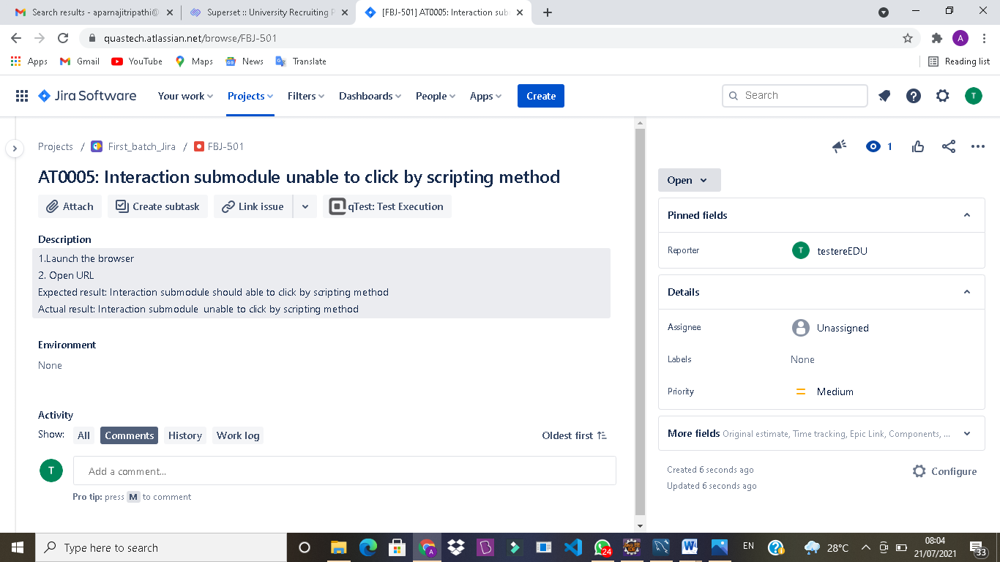 Search results - aparnajitripathi@
Superset :: University Recruiting P
[FBJ-501] AT0005: Interaction sub
quastech.atlassian.net/browse/FBJ-501
A
Apps
Gmail
YouTube
Maps
News
Translate
Reading list
Jira Software
Your work
Projects
Filters
Dashboards
People
Apps
Create
Search
T
Projects / First_batch_Jira / FBJ-501
1
AT0005: Interaction submodule unable to click by scripting method
Open
Attach
Create subtask
Link issue
qTest: Test Execution
Description
1.Launch the browser
2. Open URL
Expected result: Interaction submodule should able to click by scripting method
Actual result: Interaction submodule unable to click by scripting method
Environment
None
Activity
Show:
All
Comments
History
Work log
Oldest first
T
Add a comment...
Pro tip: press M to comment
Pinned fields
Reporter
T
testereEDU
Details
Assignee
Unassigned
Labels
None
Priority
Medium
More fields Original estimate, Time tracking, Epic Link, Components, ...
Created 6 seconds ago
Updated 6 seconds ago
Configure
Type here to search
A
24
EN
28°C
08:04
21/07/2021
33